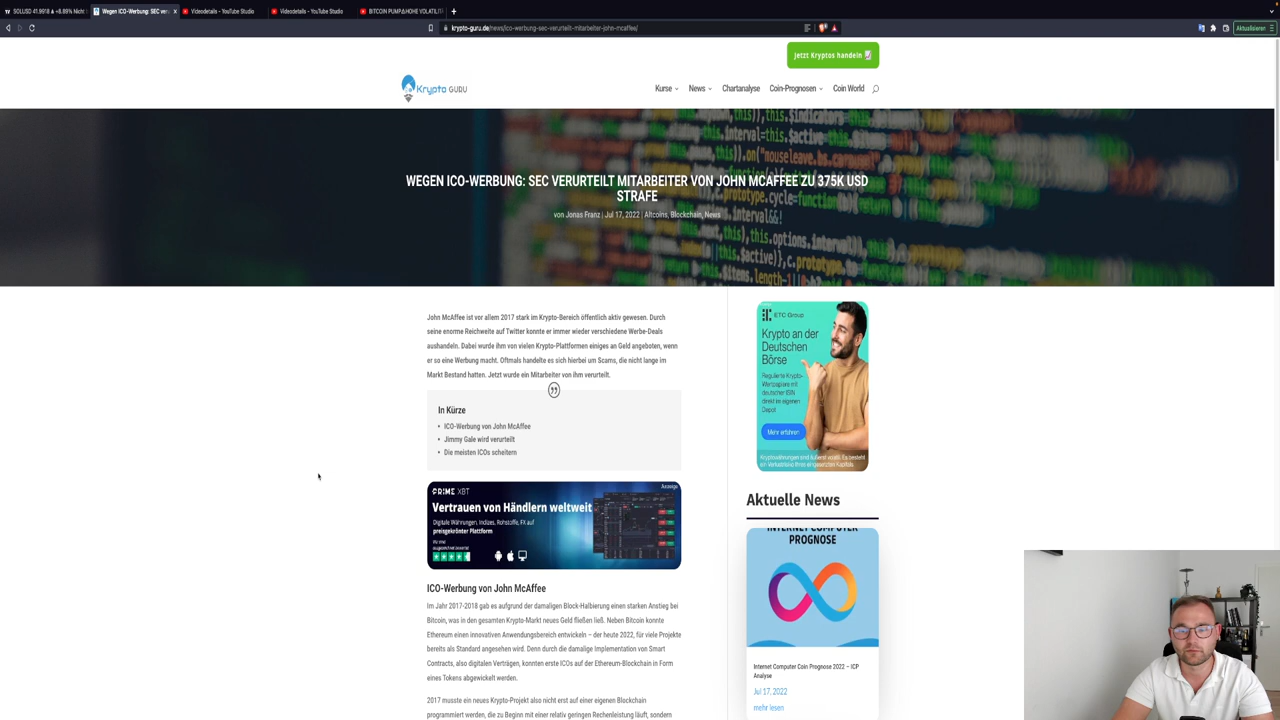 SOLUSD 41.9918 ▲ +8.89% Nicht
Wegen ICO-Werbung: SEC ver
Videodetails - YouTube Studio
Videodetails - YouTube Studio
BITCOIN PUMP
krypto-guru.de/news/ico-werbung-sec-verurteilt-mitarbeiter-john-mcaffee/
Aktualisieren
Jetzt Kryptos handeln
Krypto GURU
Kurse
News
Chartanalyse
Coin-Prognosen
Coin World
WEGEN ICO-WERBUNG: SEC VERURTEILT MITARBEITER VON JOHN MCAFFEE ZU 375K USD
STRAFE
von Jonas Franz | Jul 17, 2022 | Altcoins, Blockchain, News
John McAffee ist vor allem 2017 stark im Krypto-Bereich öffentlich aktiv gewesen. Durch
seine enorme Reichweite auf Twitter konnte er immer wieder verschiedene Werbe-Deals
aushandeln. Dabei wurde ihm von vielen Krypto-Plattformen einiges an Geld angeboten, wenn
er so eine Werbung macht. Oftmals handelte es sich hierbei um Scams, die nicht lange im
Markt Bestand hatten. Jetzt wurde ein Mitarbeiter von ihm verurteilt.
In Kürze
• ICO-Werbung von John McAffee
• Jimmy Gale wird verurteilt
• Die meisten ICOs scheitern
PRIME XBT
Anzeige
Vertrauen von Händlern weltweit
Digitale Währungen, Indizes, Rohstoffe, FX auf
preisgekrönter Plattform
ICO-Werbung von John McAffee
Im Jahr 2017-2018 gab es aufgrund der damaligen Block-Halbierung einen starken Anstieg bei
Bitcoin, was in den gesamten Krypto-Markt neues Geld fließen ließ. Neben Bitcoin konnte
Ethereum einen innovativen Anwendungsbereich entwickeln – der heute 2022, für viele Projekte
bereits als Standard angesehen wird. Denn durch die damalige Implementation von Smart
Contracts, also digitalen Verträgen, konnten erste ICOs auf der Ethereum-Blockchain in Form
eines Tokens abgewickelt werden.
2017 musste ein neues Krypto-Projekt also nicht erst auf einer eigenen Blockchain
programmiert werden, die zu Beginn mit einer relativ geringen Rechenleistung läuft, sondern
ETC Group
Krypto an der
Deutschen
Börse
Regulierte Krypto-
Wertpapiere mit
deutscher ISIN
direkt im eigenen
Depot
Mehr erfahren
Kryptowährungen sind äußerst volatil. Es besteht
ein Verlustrisiko Ihres eingesetzten Kapitals.
Aktuelle News
INTERNET COMPUTER
PROGNOSE
Internet Computer Coin Prognose 2022 – ICP
Analyse
Jul 17, 2022
mehr lesen